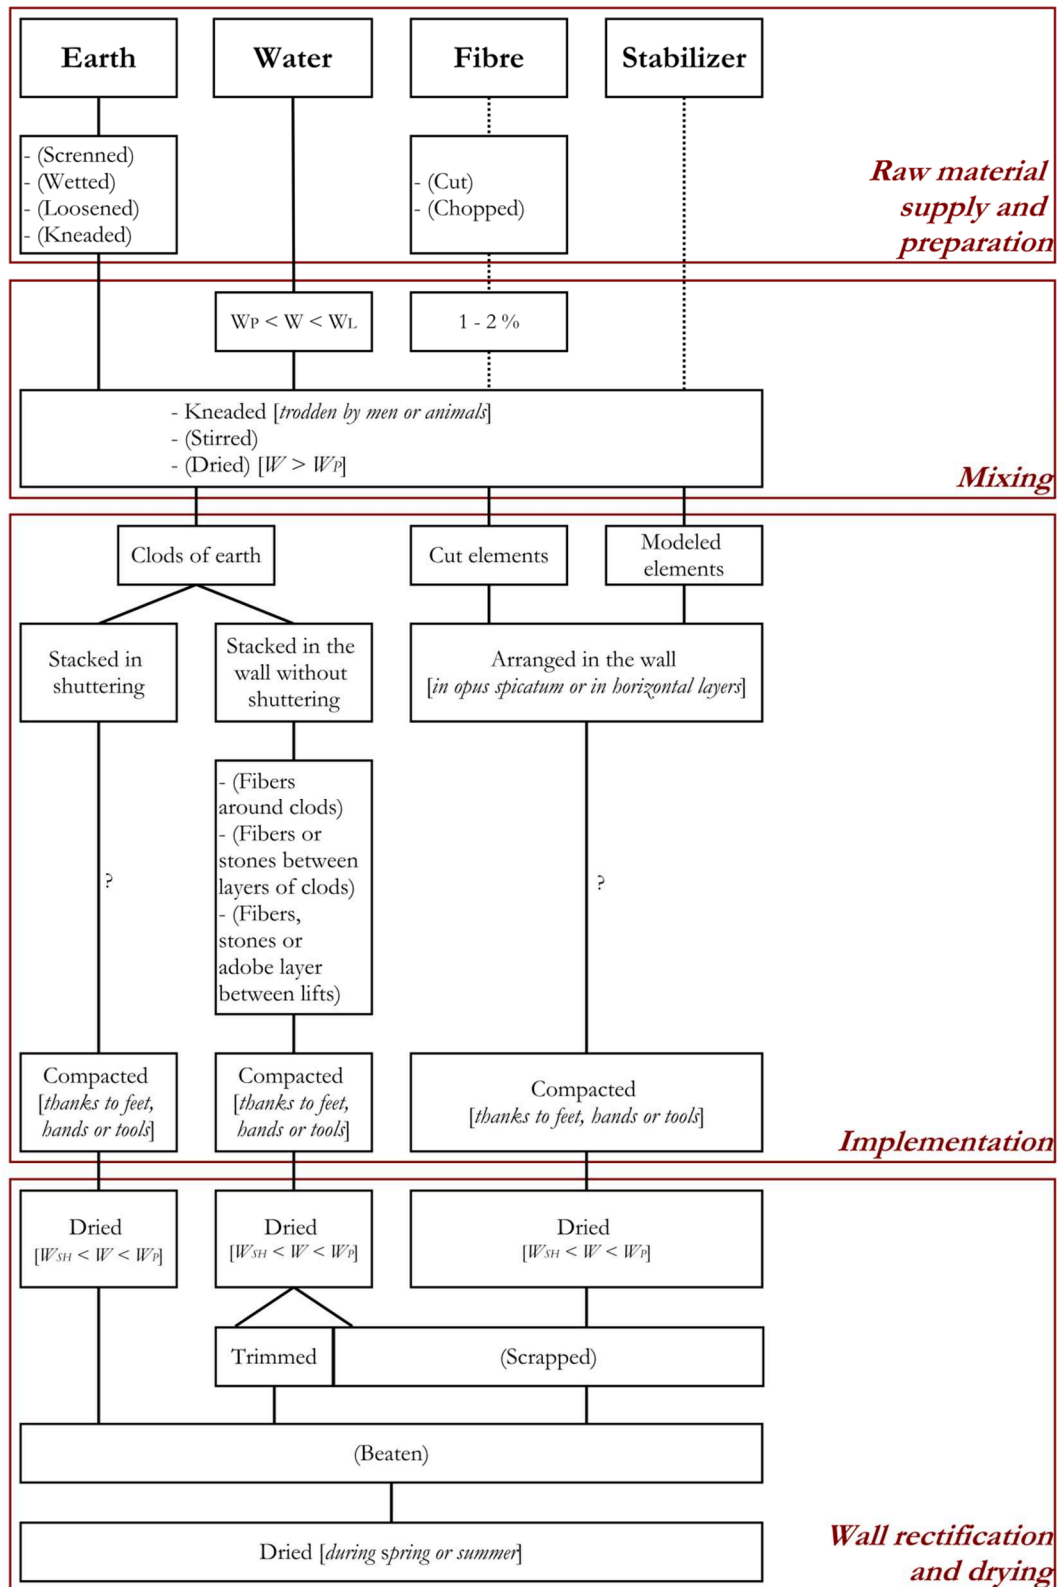 Earth
Water
Fibre
Stabilizer
- (Screnned)
- (Wetted)
- (Loosened)
- (Kneaded)
- (Cut)
- (Chopped)
Raw material
supply and
preparation
WP < W < WL
1 - 2 %
- Kneaded [trodden by men or animals]
- (Stirred)
- (Dried) [W > WP]
Mixing
Clods of earth
Cut elements
Modeled
elements
Stacked in
shuttering
Stacked in the
wall without
shuttering
Arranged in the wall
[in opus spicatum or in horizontal layers]
- (Fibers
around clods)
- (Fibers or
stones between
layers of clods)
- (Fibers,
stones or
adobe layer
between lifts)
?
?
Compacted
[thanks to feet,
hands or tools]
Compacted
[thanks to feet,
hands or tools]
Compacted
[thanks to feet, hands or tools]
Implementation
Dried
[WSH < W < WP]
Dried
[WSH < W < WP]
Dried
[WSH < W < WP]
Trimmed
(Scrapped)
(Beaten)
Dried [during spring or summer]
Wall rectification
and drying